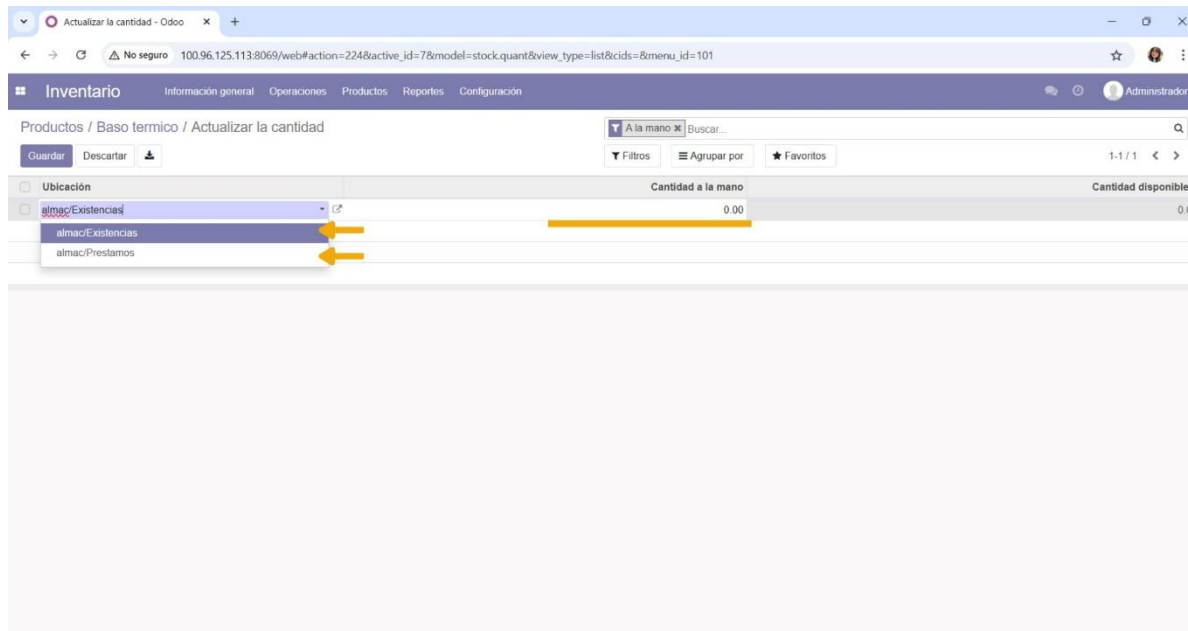 Actualizar la cantidad - Odoo
No seguro 100.96.125.113:8069/web#action=224&active_id=7&model=stock.quant&view_type=list&cids=&menu_id=101
Inventario Información general Operaciones Productos Reportes Configuración Administrador
Productos / Baso termico / Actualizar la cantidad
A la mano Buscar...
Guardar Descartar Filtros Agrupar por Favoritos 1-1 / 1
Ubicación Cantidad a la mano Cantidad disponible
almac/Existencias 0.00
almac/Existencias
almac/Prestamos